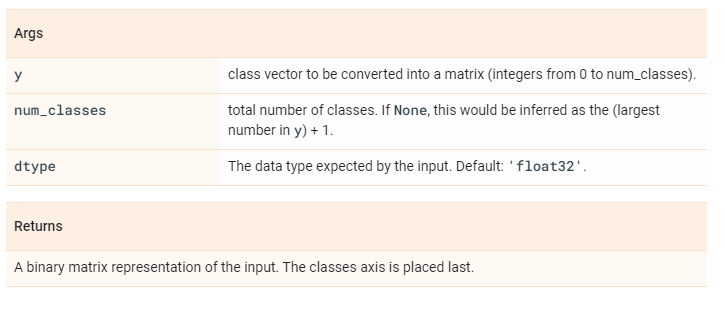 Args
y class vector to be converted into a matrix (integers from 0 to num_classes).
num_classes total number of classes. If None, this would be inferred as the (largest
number in y) + 1.
dtype The data type expected by the input. Default: 'float32'.
Returns
A binary matrix representation of the input. The classes axis is placed last.